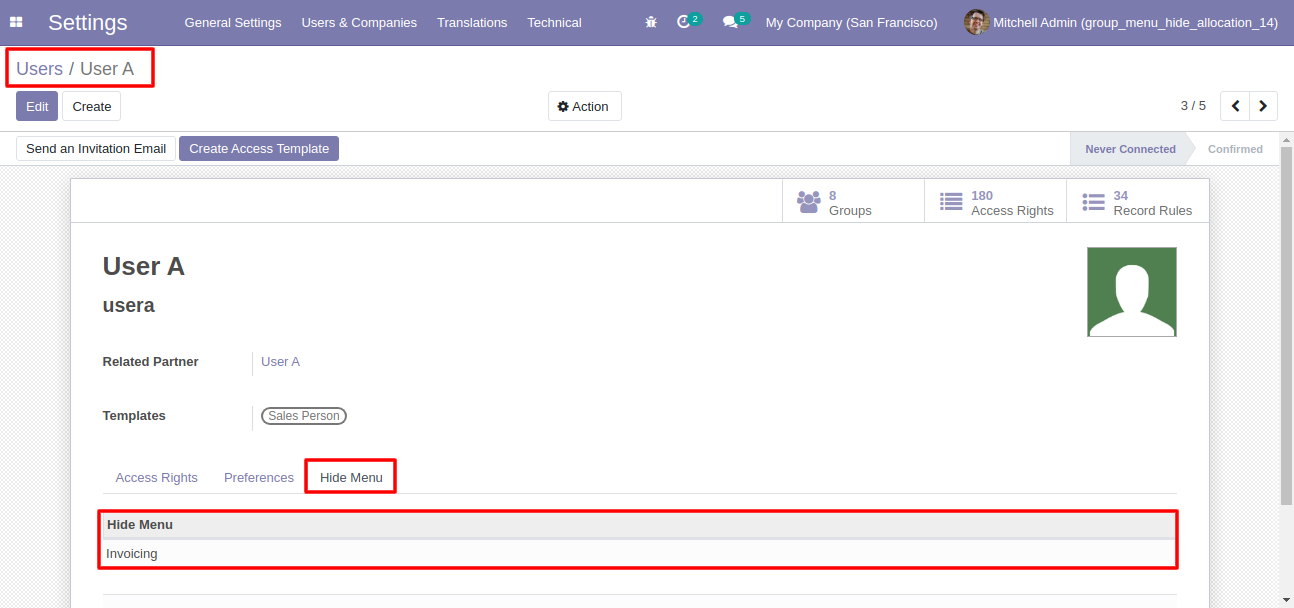 Settings General Settings Users & Companies Translations Technical 2 5 My Company (San Francisco) Mitchell Admin (group_menu_hide_allocation_14)
Users / User A
Edit Create Action 3 / 5
Send an Invitation Email Create Access Template Never Connected Confirmed
8 Groups
180 Access Rights
34 Record Rules
User A
usera
Related Partner User A
Templates Sales Person
Access Rights Preferences Hide Menu
Hide Menu
Invoicing